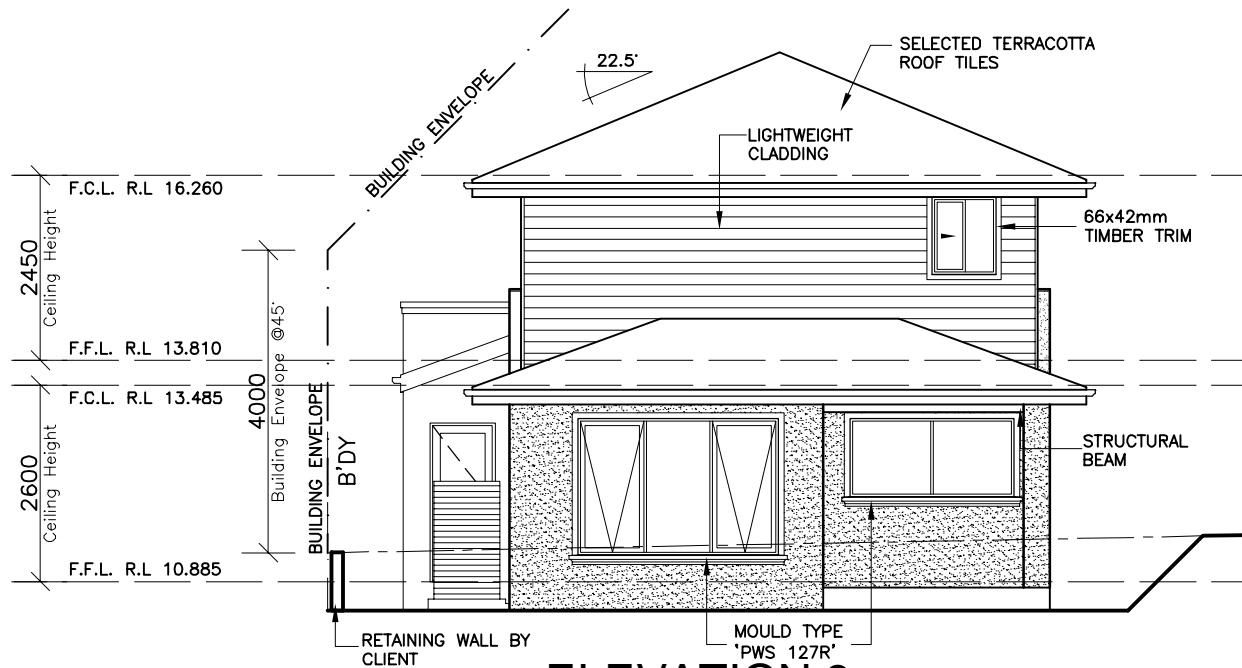 SELECTED TERRACOTTA
ROOF TILES
22.5°
BUILDING ENVELOPE
LIGHTWEIGHT
CLADDING
F.C.L. R.L 16.260
66x42mm
TIMBER TRIM
2450
Ceiling Height
F.F.L. R.L 13.810
F.C.L. R.L 13.485
4000
Building Envelope @45°
BUILDING ENVELOPE
B'DY
STRUCTURAL
BEAM
2600
Ceiling Height
F.F.L. R.L 10.885
RETAINING WALL BY
CLIENT
MOULD TYPE
'PWS 127R'
ELEVATION